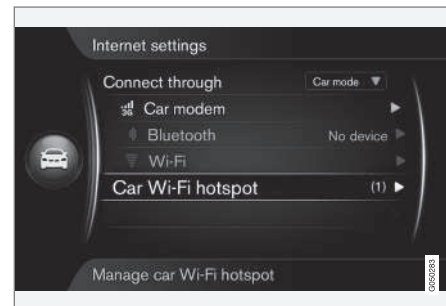 Internet settings
Connect through Car mode
3G Car modem
Bluetooth No device
Wi-Fi
Car Wi-Fi hotspot (1)
Manage car Wi-Fi hotspot
G050283